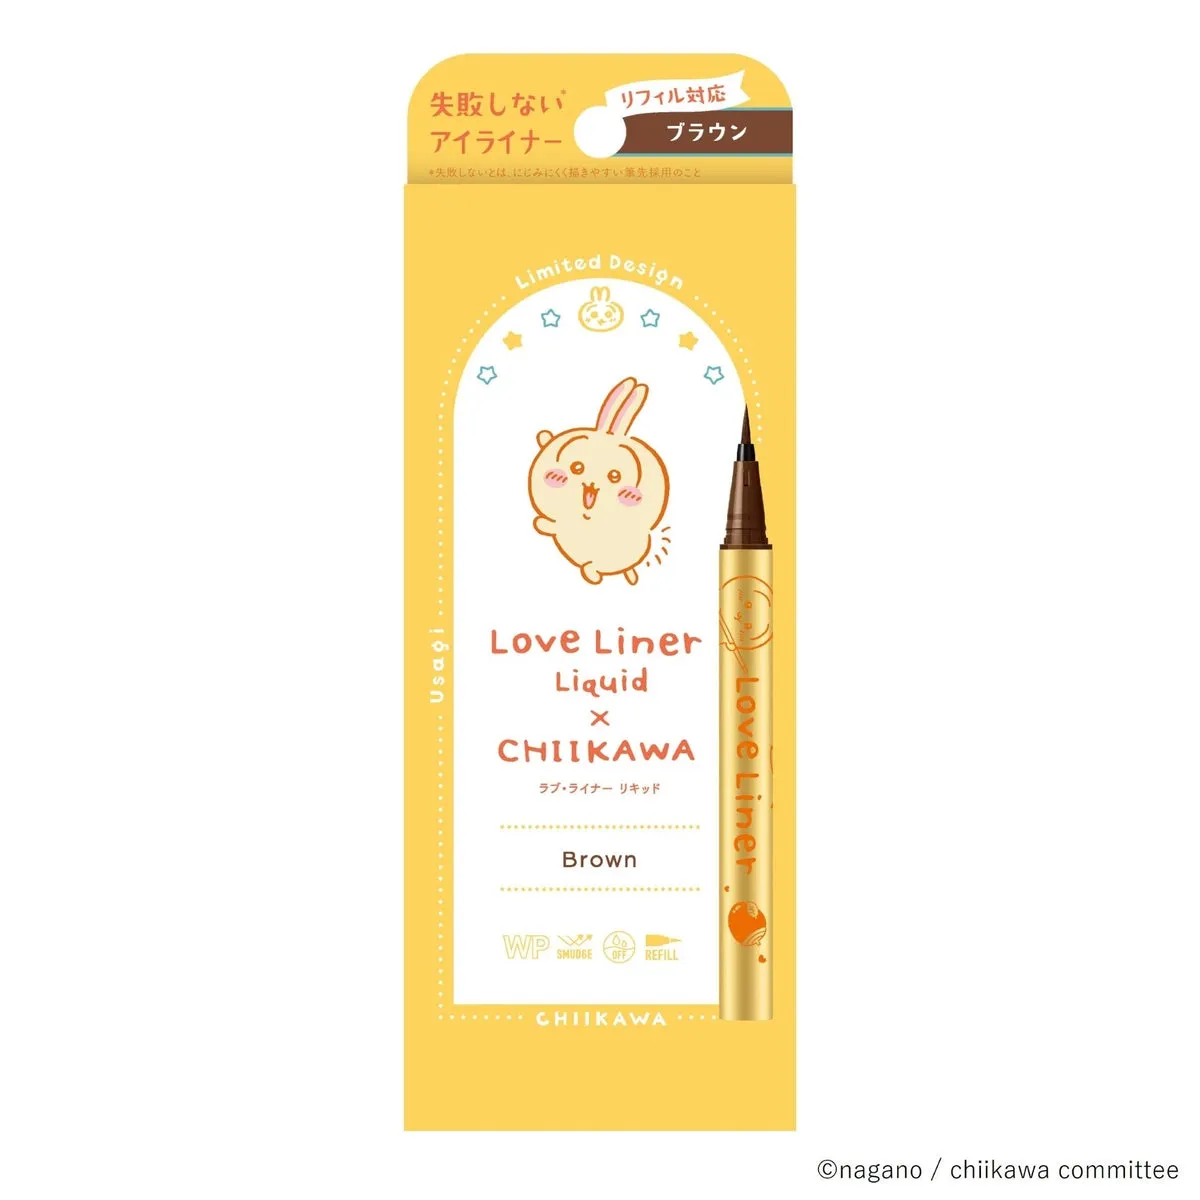 失敗しない*
アイライナー
リフィル対応
ブラウン
*失敗しないとは、にじみにくく描きやすい筆先採用のこと
Limited Design
Usagi
Love Liner
Liquid
×
CHIIKAWA
ラブ・ライナー リキッド
Brown
WP
SMUDGE
OFF
REFILL
Love Liner
CHIIKAWA
©nagano / chiikawa committee